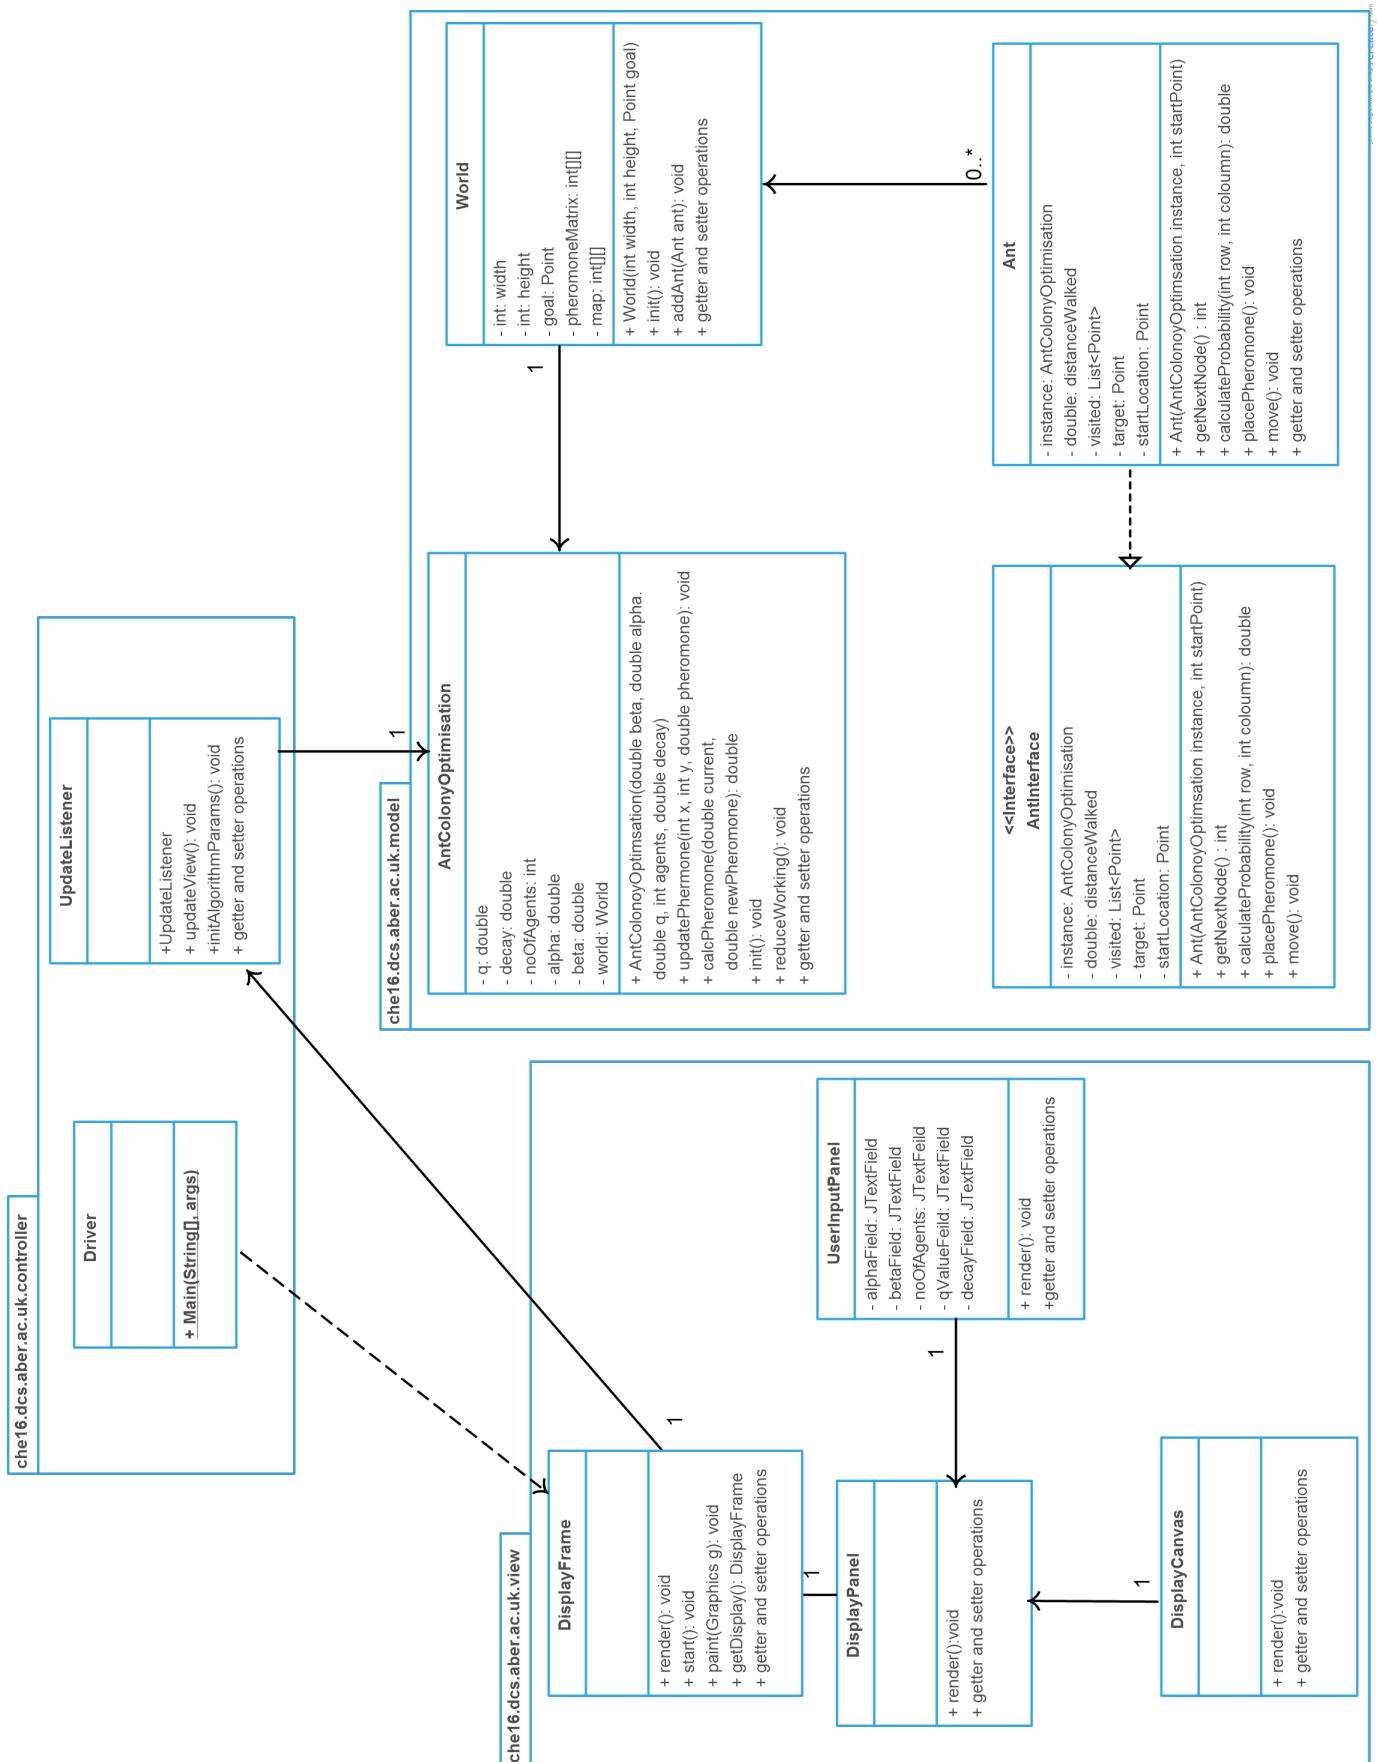 che16.dcs.aber.ac.uk.controller
Driver
+ Main(String[], args)
UpdateListener
+UpdateListener
+ updateView(): void
+initAlgorithmParams(): void
+ getter and setter operations
1
che16.dcs.aber.ac.uk.view
DisplayFrame
+ render(): void
+ start(): void
+ paint(Graphics g): void
+ getDisplay(): DisplayFrame
+ getter and setter operations
1
1
DisplayPanel
+ render():void
+ getter and setter operations
1
UserInputPanel
- alphaField: JTextField
- betaField: JTextField
- noOfAgents: JTextFeild
- qValueFeild: JTextField
- decayField: JTextField
+ render(): void
+getter and setter operations
1
DisplayCanvas
+ render():void
+ getter and setter operations
che16.dcs.aber.ac.uk.model
AntColonyOptimisation
- q: double
- decay: double
- noOfAgents: int
- alpha: double
- beta: double
- world: World
+ AntColonoyOptimsation(double beta, double alpha.
double q, int agents, double decay)
+ updatePhermone(int x, int y, double pheromone): void
+ calcPheromone(double current,
double newPheromone): double
+ init(): void
+ reduceWorking(): void
+ getter and setter operations
1
World
- int: width
- int: height
- goal: Point
- pheromoneMatrix: int[][]
- map: int[][]
+ World(int width, int height, Point goal)
+ init(): void
+ addAnt(Ant ant): void
+ getter and setter operations
0..*
<<Interface>>
AntInterface
- instance: AntColonyOptimisation
- double: distanceWalked
- visited: List<Point>
- target: Point
- startLocation: Point
+ Ant(AntColonoyOptimsation instance, int startPoint)
+ getNextNode() : int
+ calculateProbability(int row, int coloumn): double
+ placePheromone(): void
+ move(): void
Ant
- instance: AntColonyOptimisation
- double: distanceWalked
- visited: List<Point>
- target: Point
- startLocation: Point
+ Ant(AntColonoyOptimsation instance, int startPoint)
+ getNextNode() : int
+ calculateProbability(int row, int coloumn): double
+ placePheromone(): void
+ move(): void
+ getter and setter operations